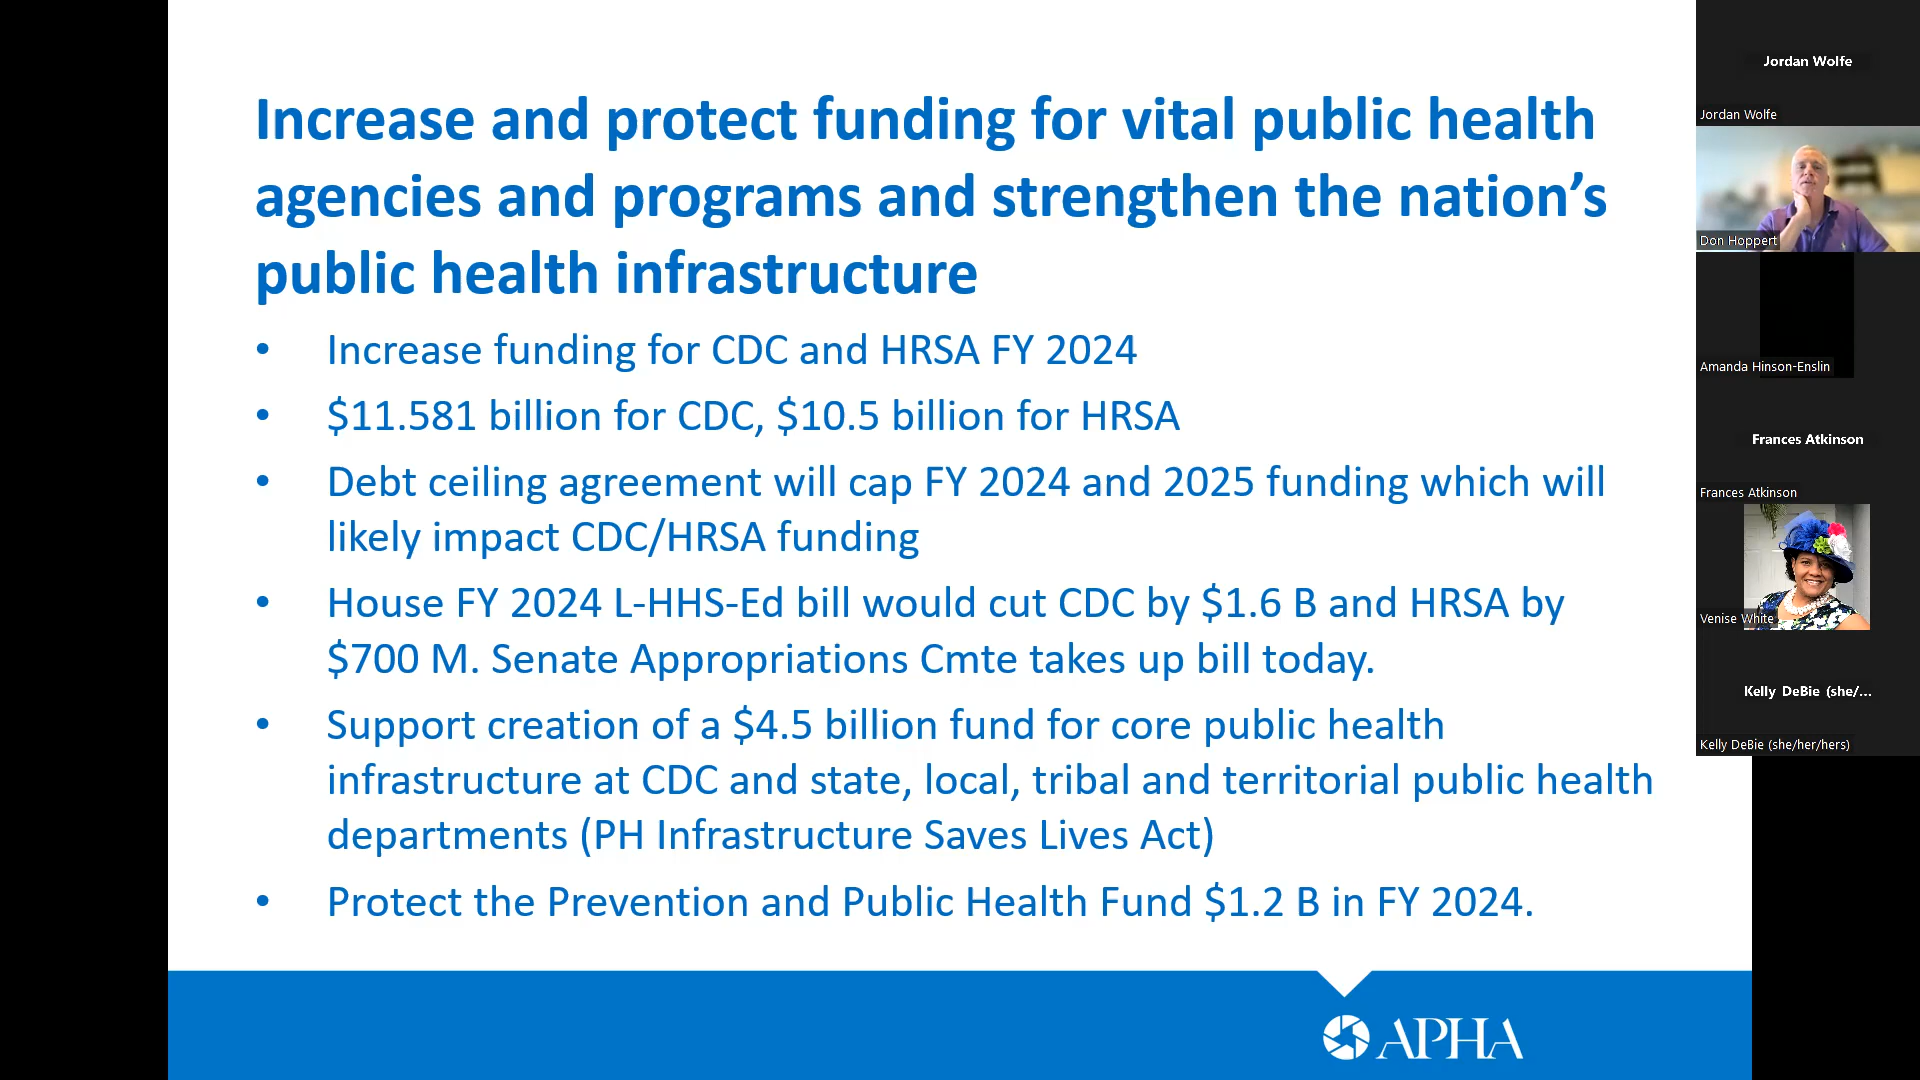 Increase and protect funding for vital public health
agencies and programs and strengthen the nation’s
public health infrastructure
• Increase funding for CDC and HRSA FY 2024
• $11.581 billion for CDC, $10.5 billion for HRSA
• Debt ceiling agreement will cap FY 2024 and 2025 funding which will
likely impact CDC/HRSA funding
• House FY 2024 L-HHS-Ed bill would cut CDC by $1.6 B and HRSA by
$700 M. Senate Appropriations Cmte takes up bill today.
• Support creation of a $4.5 billion fund for core public health
infrastructure at CDC and state, local, tribal and territorial public health
departments (PH Infrastructure Saves Lives Act)
• Protect the Prevention and Public Health Fund $1.2 B in FY 2024.
APHA
Jordan Wolfe
Jordan Wolfe
Don Hoppert
Amanda Hinson-Enslin
Frances Atkinson
Frances Atkinson
Venise White
Kelly DeBie (she/...
Kelly DeBie (she/her/hers)